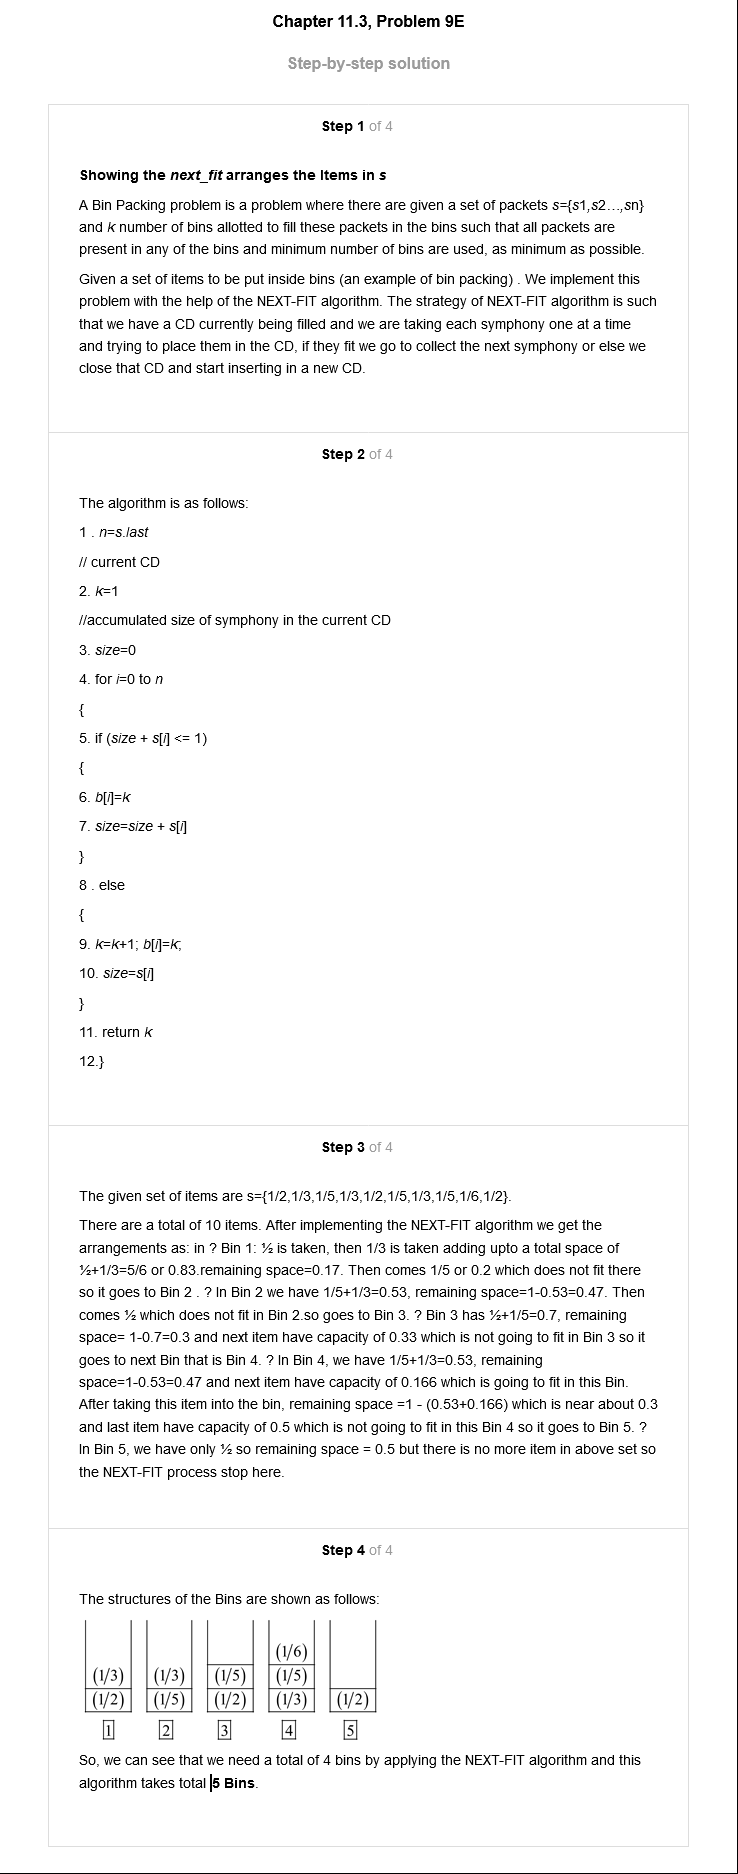 Chapter 11.3, Problem 9E
Step-by-step solution
Step 1 of 4
Showing the next_fit arranges the Items in s
A Bin Packing problem is a problem where there are given a set of packets s={s1,s2...,sn}
and k number of bins allotted to fill these packets in the bins such that all packets are
present in any of the bins and minimum number of bins are used, as minimum as possible.
Given a set of items to be put inside bins (an example of bin packing) . We implement this
problem with the help of the NEXT-FIT algorithm. The strategy of NEXT-FIT algorithm is such
that we have a CD currently being filled and we are taking each symphony one at a time
and trying to place them in the CD, if they fit we go to collect the next symphony or else we
close that CD and start inserting in a new CD.
Step 2 of 4
The algorithm is as follows:
1 . n=s.last
// current CD
2. k=1
//accumulated size of symphony in the current CD
3. size=0
4. for i=0 to n
{
5. if (size + s[i] <= 1)
{
6. b[i]=k
7. size=size + s[i]
}
8 . else
{
9. k=k+1; b[i]=k;
10. size=s[i]
}
11. return k
12.}
Step 3 of 4
The given set of items are s={1/2,1/3,1/5,1/3,1/2,1/5,1/3,1/5,1/6,1/2}.
There are a total of 10 items. After implementing the NEXT-FIT algorithm we get the
arrangements as: in ? Bin 1: ½ is taken, then 1/3 is taken adding upto a total space of
½+1/3=5/6 or 0.83.remaining space=0.17. Then comes 1/5 or 0.2 which does not fit there
so it goes to Bin 2 . ? In Bin 2 we have 1/5+1/3=0.53, remaining space=1-0.53=0.47. Then
comes ½ which does not fit in Bin 2.so goes to Bin 3. ? Bin 3 has ½+1/5=0.7, remaining
space= 1-0.7=0.3 and next item have capacity of 0.33 which is not going to fit in Bin 3 so it
goes to next Bin that is Bin 4. ? In Bin 4, we have 1/5+1/3=0.53, remaining
space=1-0.53=0.47 and next item have capacity of 0.166 which is going to fit in this Bin.
After taking this item into the bin, remaining space =1 - (0.53+0.166) which is near about 0.3
and last item have capacity of 0.5 which is not going to fit in this Bin 4 so it goes to Bin 5. ?
In Bin 5, we have only ½ so remaining space = 0.5 but there is no more item in above set so
the NEXT-FIT process stop here.
Step 4 of 4
The structures of the Bins are shown as follows:
(1/6)
(1/3) (1/3) (1/5) (1/5)
(1/2) (1/5) (1/2) (1/3) (1/2)
1 2 3 4 5
So, we can see that we need a total of 4 bins by applying the NEXT-FIT algorithm and this
algorithm takes total 5 Bins.